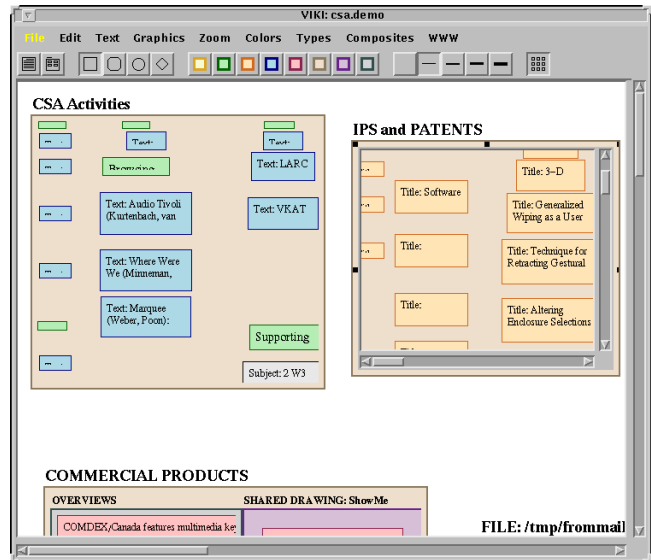 VIKI: csa.demo
File Edit Text Graphics Zoom Colors Types Composites WWW
CSA Activities
Text: LARC
Text: Audio Tivoli
(Kurtenbach, van
Text: VKAT
Text: Where Were
We (Minneman,
Text: Marquee
(Weber, Poon):
Supporting
Subject: 2 W3
IPS and PATENTS
Title: 3-D
Title: Software
Title: Generalized
Wiping as a User
Title:
Title: Technique for
Retracting Gestural
Title:
Title: Altering
Enclosure Selections
COMMERCIAL PRODUCTS
OVERVIEWS
SHARED DRAWING: ShowMe
COMDEX/Canada features multimedia key
FILE: /tmp/frommail